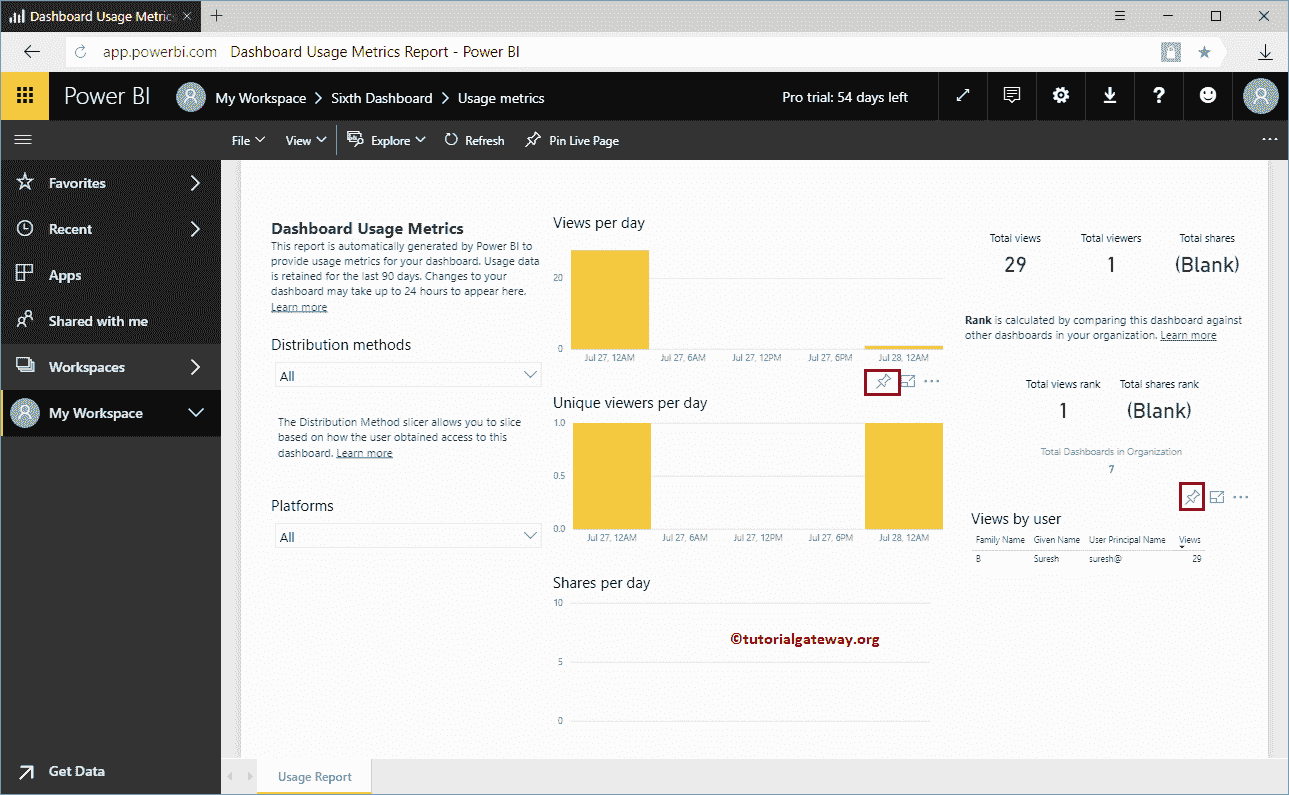 Dashboard Usage Metric
app.powerbi.com Dashboard Usage Metrics Report - Power BI
Power BI My Workspace > Sixth Dashboard > Usage metrics Pro trial: 54 days left ?
File View Explore Refresh Pin Live Page ...
Favorites
Recent
Apps
Shared with me
Workspaces
My Workspace
Get Data
Dashboard Usage Metrics
This report is automatically generated by Power BI to
provide usage metrics for your dashboard. Usage data
is retained for the last 90 days. Changes to your
dashboard may take up to 24 hours to appear here.
Learn more
Distribution methods
All
The Distribution Method slicer allows you to slice
based on how the user obtained access to this
dashboard. Learn more
Platforms
All
Views per day
20
0
Jul 27, 12AM Jul 27, 6AM Jul 27, 12PM Jul 27, 6PM Jul 28, 12AM
Unique viewers per day
1.0
0.5
0.0
Jul 27, 12AM Jul 27, 6AM Jul 27, 12PM Jul 27, 6PM Jul 28, 12AM
Shares per day
10
©tutorialgateway.org
5
0
Total views Total viewers Total shares
29 1 (Blank)
Rank is calculated by comparing this dashboard against
other dashboards in your organization. Learn more
Total views rank Total shares rank
1 (Blank)
Total Dashboards in Organization
7
Views by user
Family Name Given Name User Principal Name Views
B Suresh suresh@ 29
Usage Report